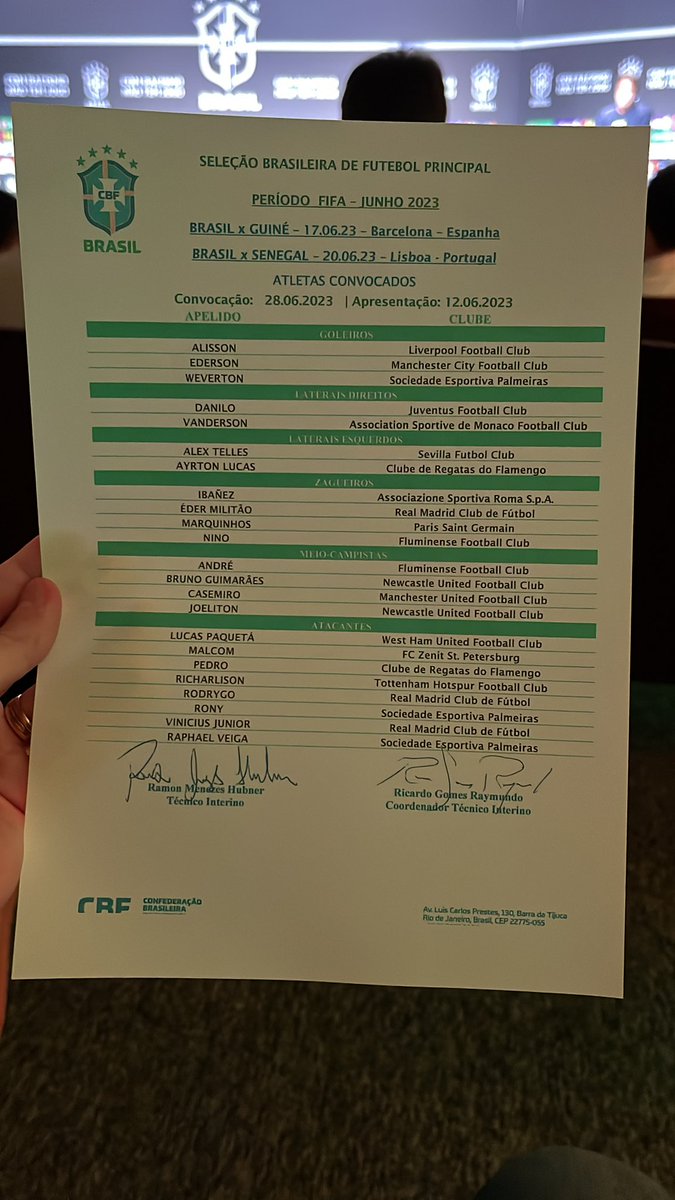 CBF
BRASIL
SELEÇÃO BRASILEIRA DE FUTEBOL PRINCIPAL
PERÍODO FIFA – JUNHO 2023
BRASIL x GUINÉ – 17.06.23 – Barcelona – Espanha
BRASIL x SENEGAL – 20.06.23 – Lisboa - Portugal
ATLETAS CONVOCADOS
Convocação: 28.06.2023 | Apresentação: 12.06.2023
APELIDO CLUBE
GOLEIROS
ALISSON Liverpool Football Club
EDERSON Manchester City Football Club
WEVERTON Sociedade Esportiva Palmeiras
LATERAIS DIREITOS
DANILO Juventus Football Club
VANDERSON Association Sportive de Monaco Football Club
LATERAIS ESQUERDOS
ALEX TELLES Sevilla Futbol Club
AYRTON LUCAS Clube de Regatas do Flamengo
ZAGUEIROS
IBAÑEZ Associazione Sportiva Roma S.p.A.
ÉDER MILITÃO Real Madrid Club de Fútbol
MARQUINHOS Paris Saint Germain
NINO Fluminense Football Club
MEIO-CAMPISTAS
ANDRÉ Fluminense Football Club
BRUNO GUIMARÃES Newcastle United Football Club
CASEMIRO Manchester United Football Club
JOELITON Newcastle United Football Club
ATACANTES
LUCAS PAQUETÁ West Ham United Football Club
MALCOM FC Zenit St. Petersburg
PEDRO Clube de Regatas do Flamengo
RICHARLISON Tottenham Hotspur Football Club
RODRYGO Real Madrid Club de Fútbol
RONY Sociedade Esportiva Palmeiras
VINICIUS JUNIOR Real Madrid Club de Fútbol
RAPHAEL VEIGA Sociedade Esportiva Palmeiras
Ramon Menezes Hubner
Técnico Interino
Ricardo Gomes Raymundo
Coordenador Técnico Interino
CBF CONFEDERAÇÃO
BRASILEIRA
Av. Luis Carlos Prestes, 130, Barra da Tijuca
Rio de Janeiro, Brasil, CEP 22775-055